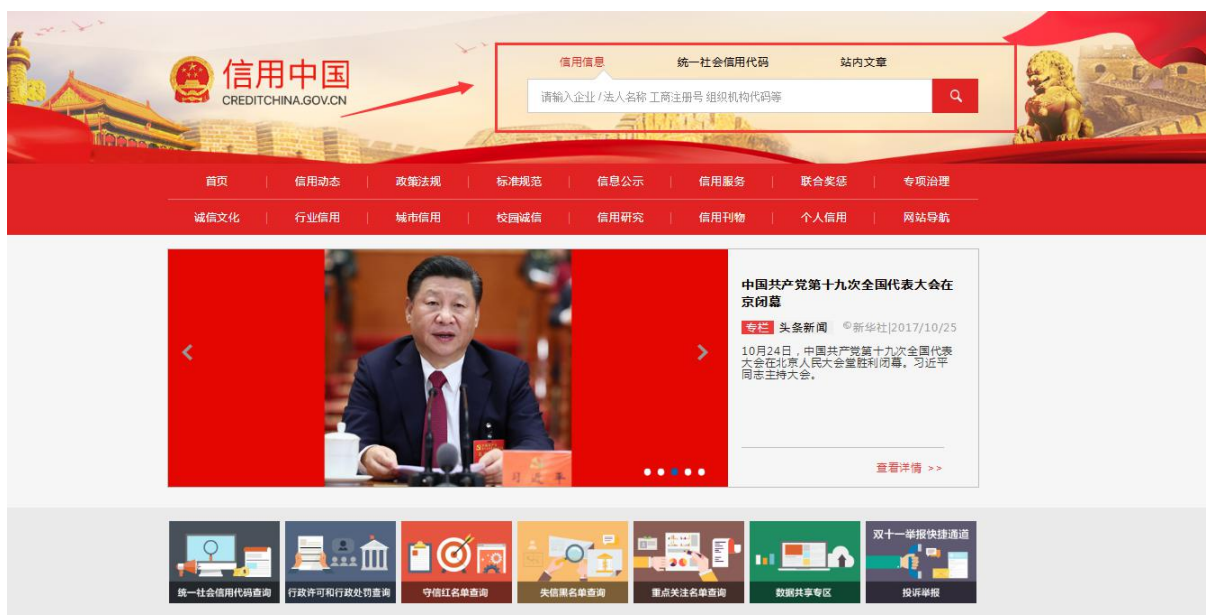 信用中国
CREDITCHINA.GOV.CN
信用信息 统一社会信用代码 站内文章
请输入企业/法人名称 工商注册号 组织机构代码等
首页 | 信用动态 | 政策法规 | 标准规范 | 信息公示 | 信用服务 | 联合奖惩 | 专项治理
诚信文化 | 行业信用 | 城市信用 | 校园诚信 | 信用研究 | 信用刊物 | 个人信用 | 网站导航
中国共产党第十九次全国代表大会在
京闭幕
专栏 头条新闻 ©新华社|2017/10/25
10月24日,中国共产党第十九次全国代表
大会在北京人民大会堂胜利闭幕。习近平
同志主持大会。
习近平
查看详情 >>
双十一举报快捷通道
统一社会信用代码查询 行政许可和行政处罚查询 守信红名单查询 失信黑名单查询 重点关注名单查询 数据共享专区 投诉举报